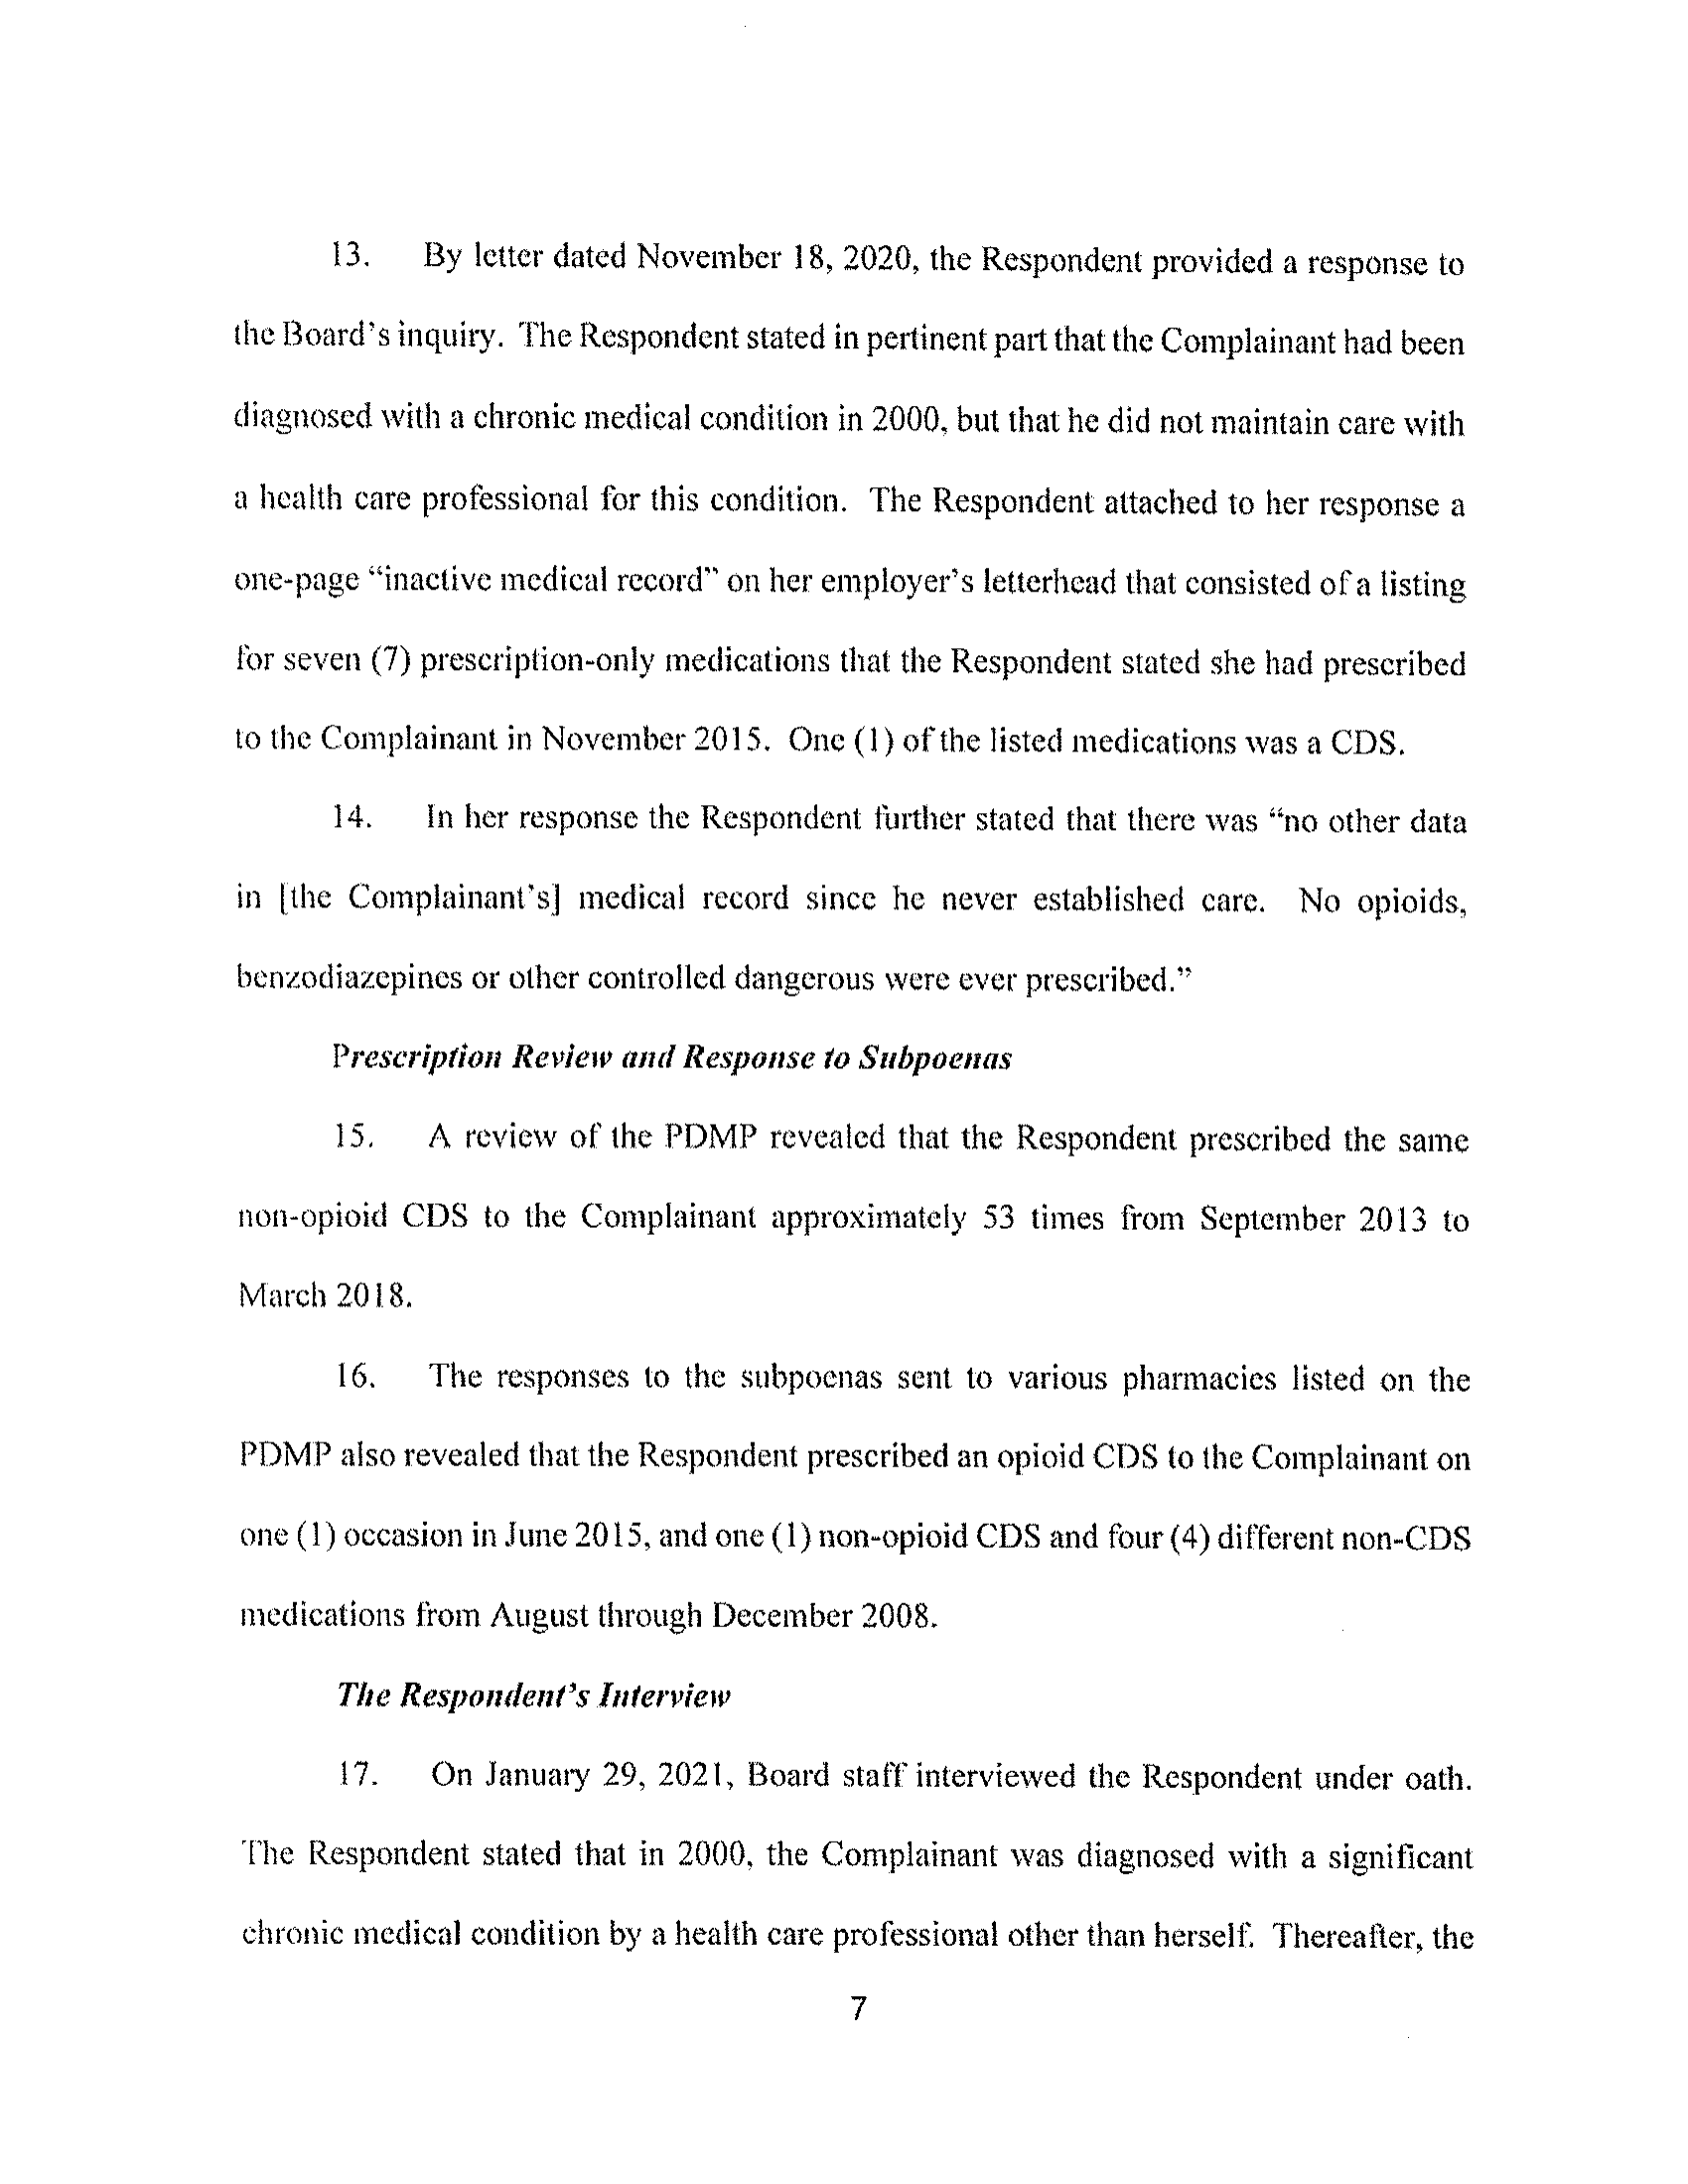 13. By letter dated November 18, 2020, the Respondent provided a response to
the Board's inquiry. The Respondent stated in pertinent part that the Complainant had been
diagnosed with a chronic medical condition in 2000, but that he did not maintain care with
a health care professional for this condition. The Respondent attached to her response a
one-page “inactive medical record” on her employer's letterhead that consisted of a listing
for seven (7) prescription-only medications that the Respondent stated she had prescribed
to the Complainant in November 2015. One (1) of the listed medications was a CDS.
14. In her response the Respondent further stated that there was “no other data
in [the Complainant's] medical record since he never established care. No opioids,
benzodiazepines or other controlled dangerous were ever prescribed.”
Prescription Review and Response to Subpoenas
15. A review of the PDMP revealed that the Respondent prescribed the same
non-opioid CDS to the Complainant approximately 53 times from September 2013 to
March 2018.
16. The responses to the subpoenas sent to various pharmacies listed on the
PDMP also revealed that the Respondent prescribed an opioid CDS to the Complainant on
one (1) occasion in June 2015, and one (1) non-opioid CDS and four (4) different non-CDS
medications from August through December 2008.
The Respondent's Interview
17. On January 29, 2021, Board staff interviewed the Respondent under oath.
The Respondent stated that in 2000, the Complainant was diagnosed with a significant
chronic medical condition by a health care professional other than herself. Thereafter, the
7